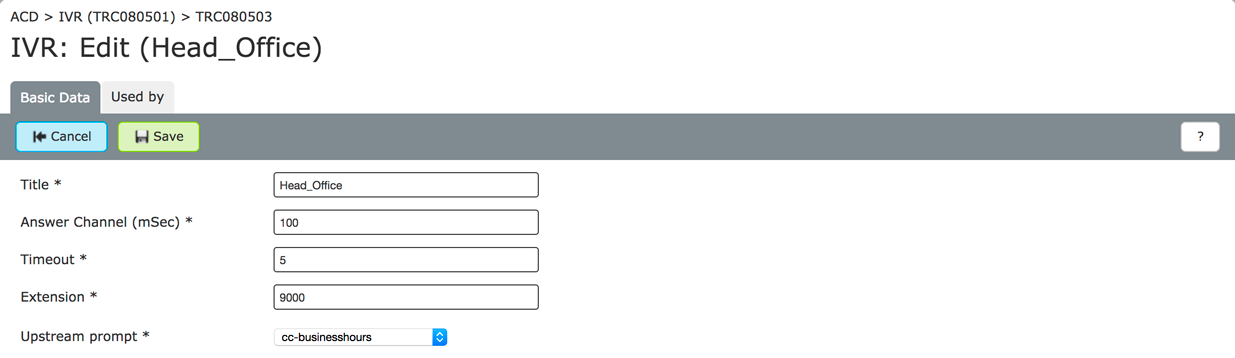 ACD > IVR (TRC080501) > TRC080503
IVR: Edit (Head_Office)
Basic Data Used by
Cancel Save ?
Title * Head_Office
Answer Channel (mSec) * 100
Timeout * 5
Extension * 9000
Upstream prompt * cc-businesshours